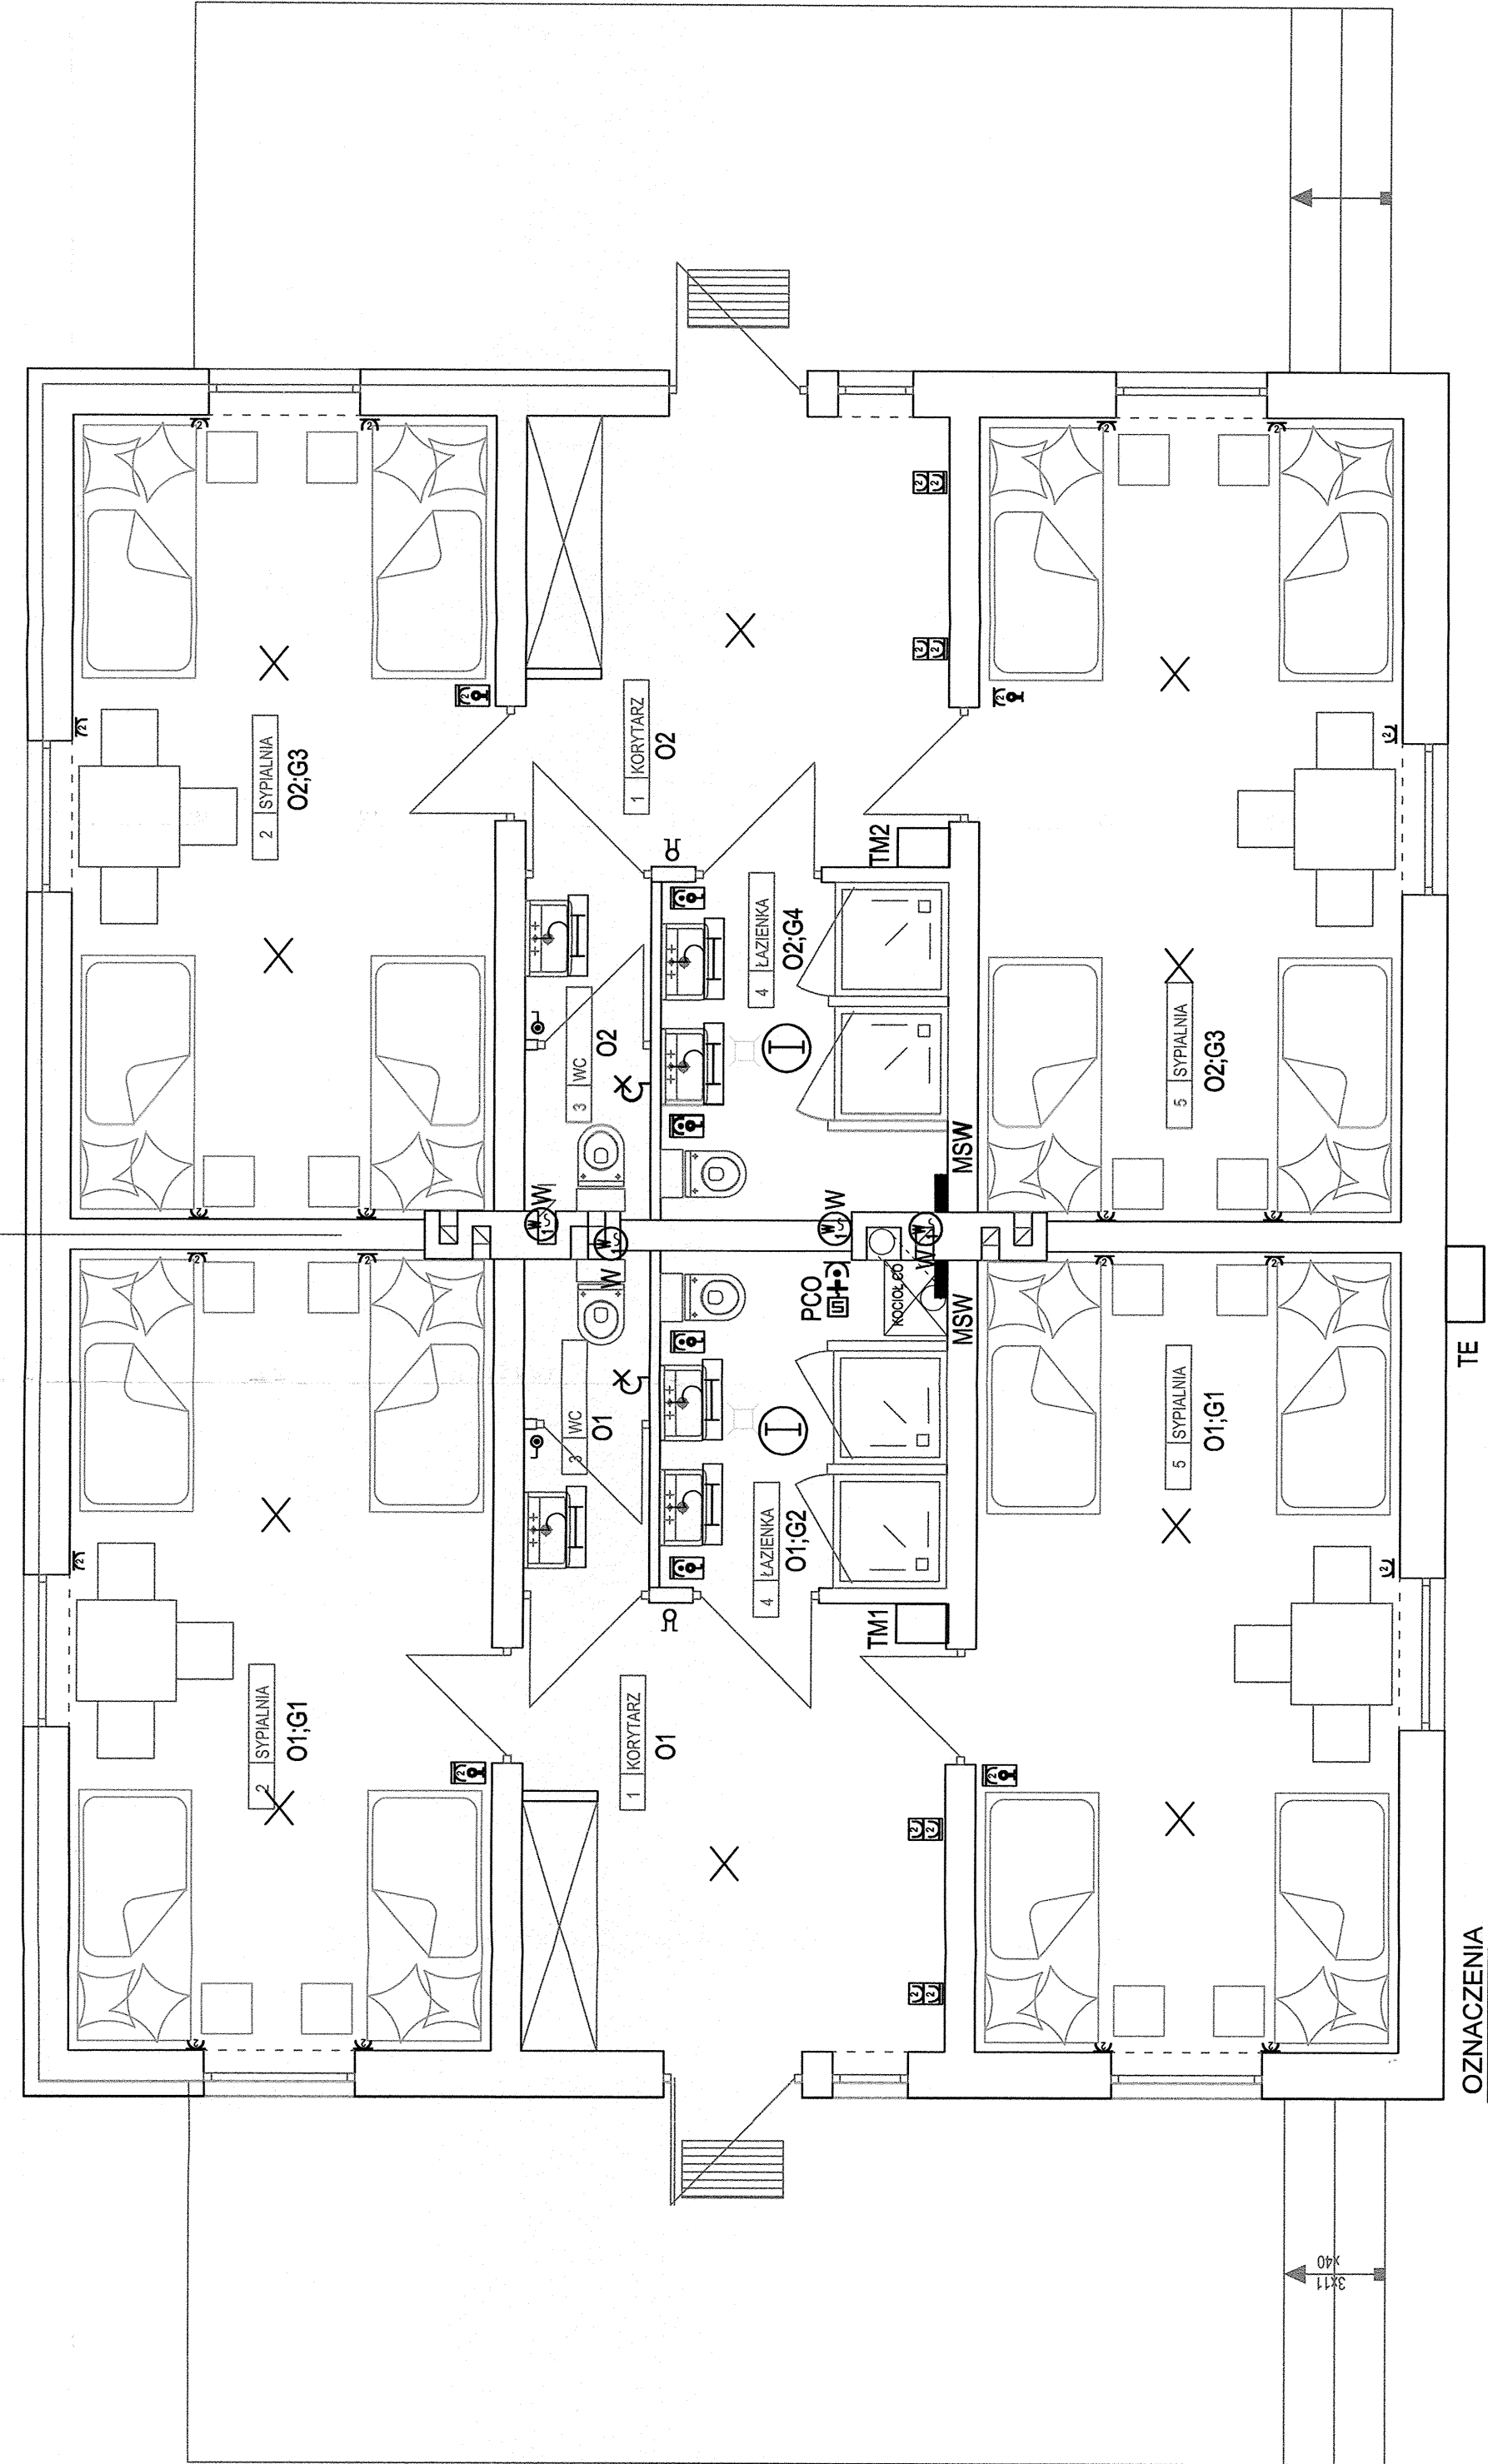 2 SYPIALNIA
O1;G1
2 SYPIALNIA
O2;G3
3 WC
O1
3 WC
O2
W
W
1 KORYTARZ
O1
1 KORYTARZ
O2
4 ŁAZIENKA
O1;G2
4 ŁAZIENKA
O2;G4
PCO
W
W
KOCIOŁ CO
TM1
TM2
MSW
MSW
5 SYPIALNIA
O1;G1
5 SYPIALNIA
O2;G3
3x11
x40
TE
OZNACZENIA